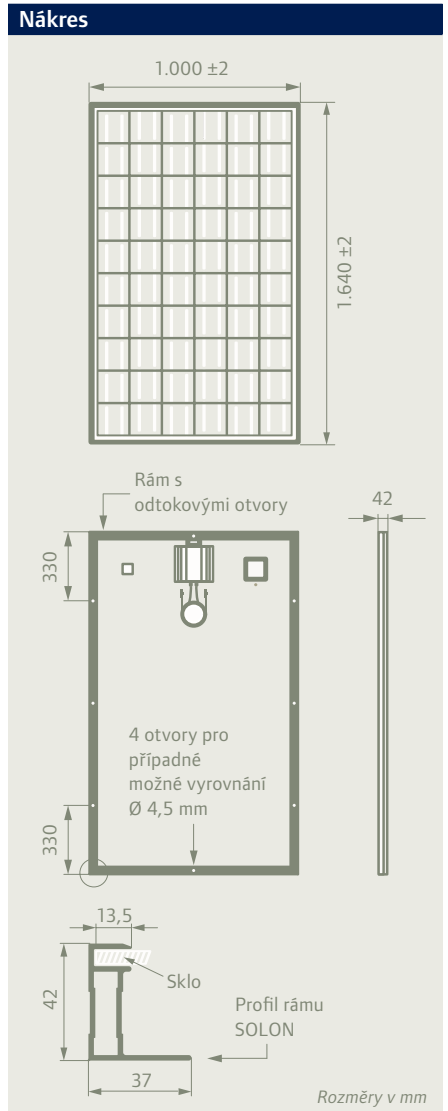 Nákres
1.000 ±2
1.640 ±2
Rám s
odtokovými otvory
42
330
4 otvory pro
případné
možné vyrovnání
Ø 4,5 mm
330
13,5
Sklo
42
Profil rámu
SOLON
37
Rozměry v mm